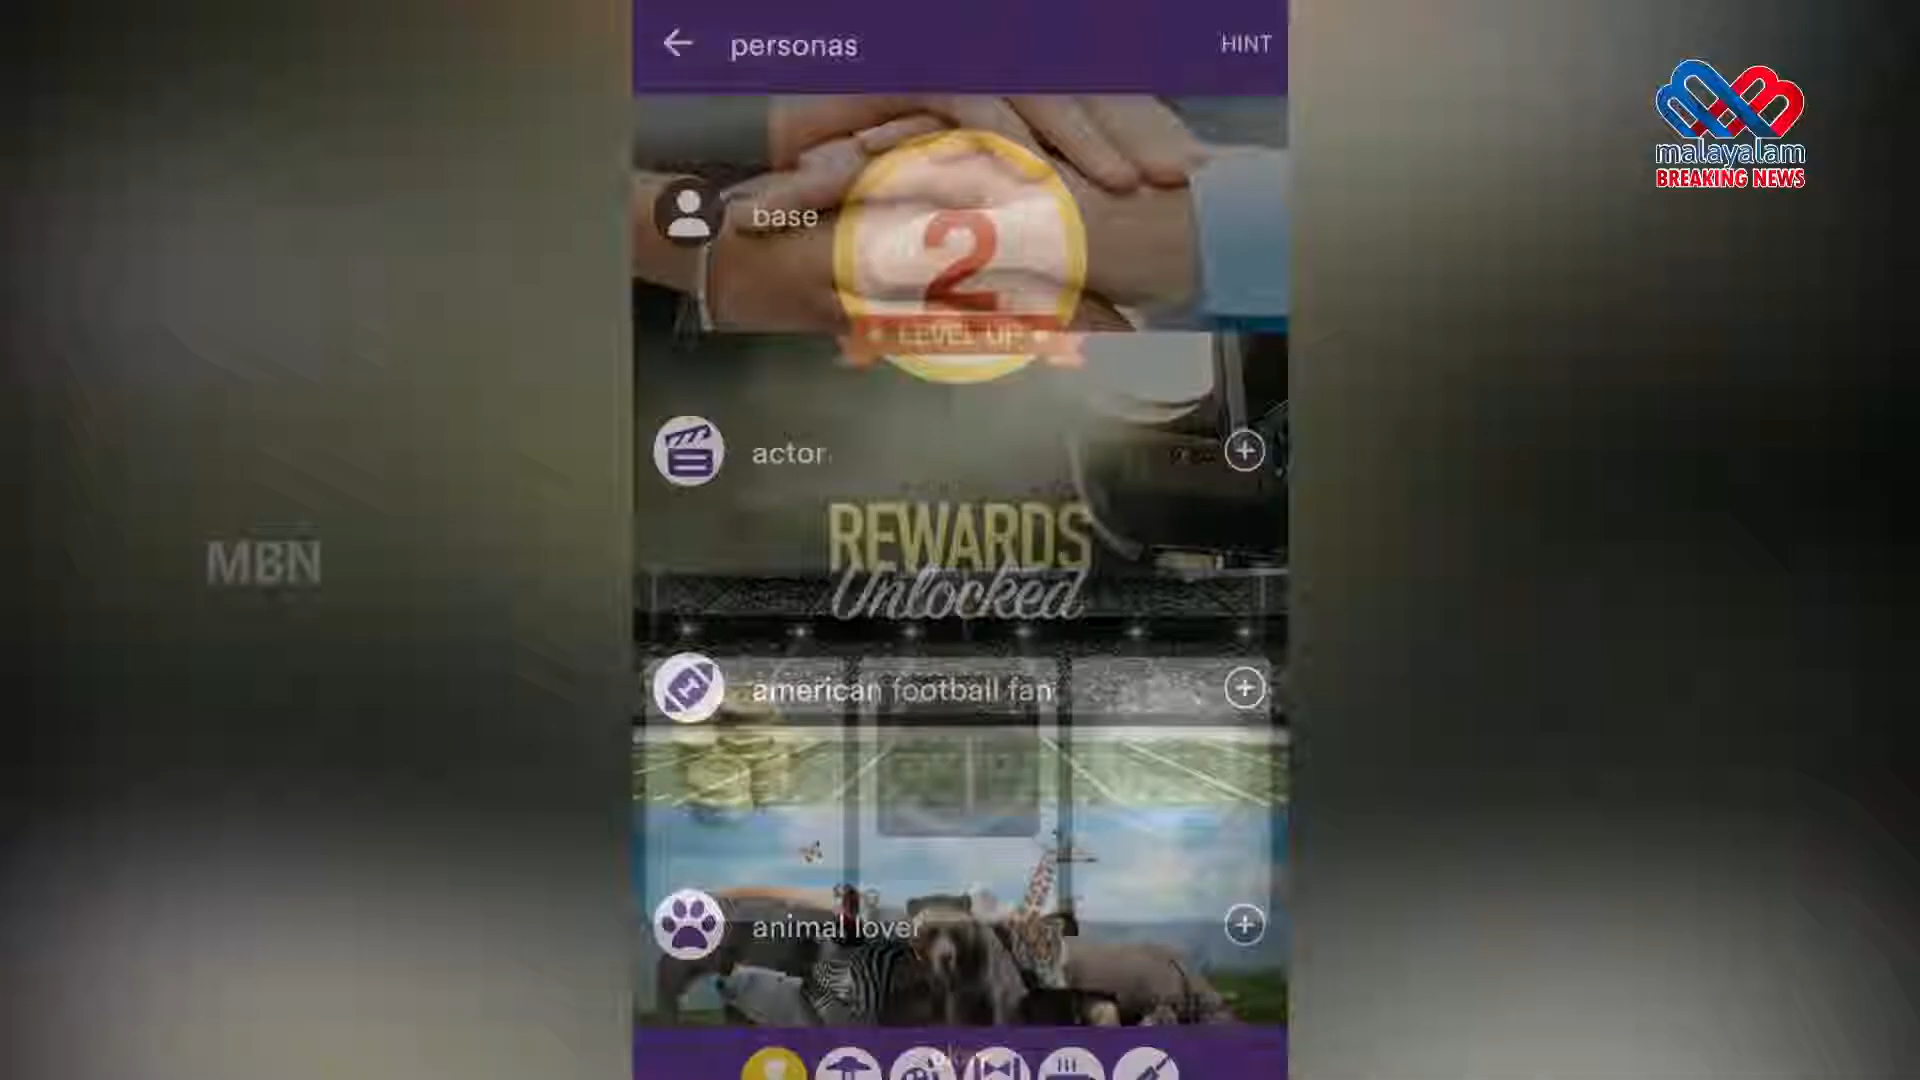 personas
HINT
malayalam
BREAKING NEWS
base
2
LEVEL UP
actor
REWARDS
Unlocked
MBN
american football fan
animal lover